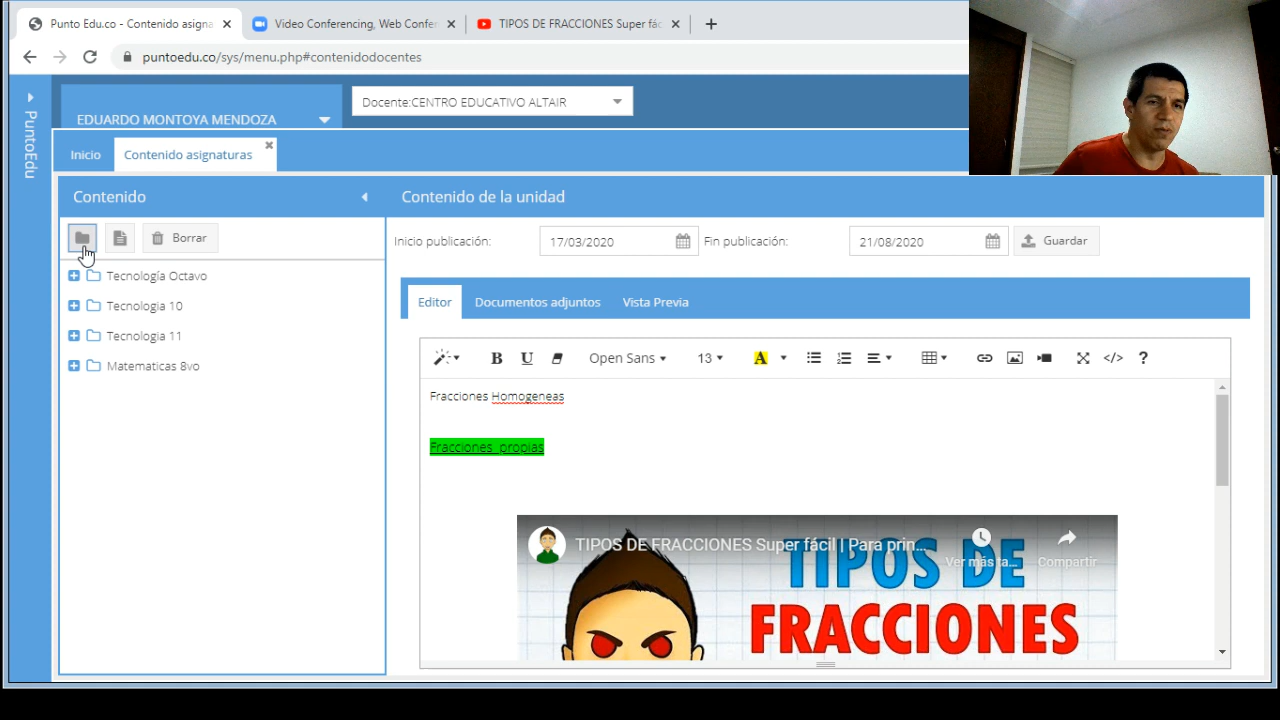 Punto Edu.co - Contenido asigna
Video Conferencing, Web Confer
TIPOS DE FRACCIONES Super fác
puntoedu.co/sys/menu.php#contenidodocentes
PuntoEdu
EDUARDO MONTOYA MENDOZA
Docente:CENTRO EDUCATIVO ALTAIR
Inicio
Contenido asignaturas
Contenido
Contenido de la unidad
Borrar
Inicio publicación:
17/03/2020
Fin publicación:
21/08/2020
Guardar
Tecnología Octavo
Tecnologia 10
Tecnologia 11
Matematicas 8vo
Editor
Documentos adjuntos
Vista Previa
B U Open Sans 13 A </> ?
Fracciones Homogeneas
Fracciones propias
TIPOS DE FRACCIONES Super fácil | Para prin...
Ver más ta...
Compartir
TIPOS DE
FRACCIONES